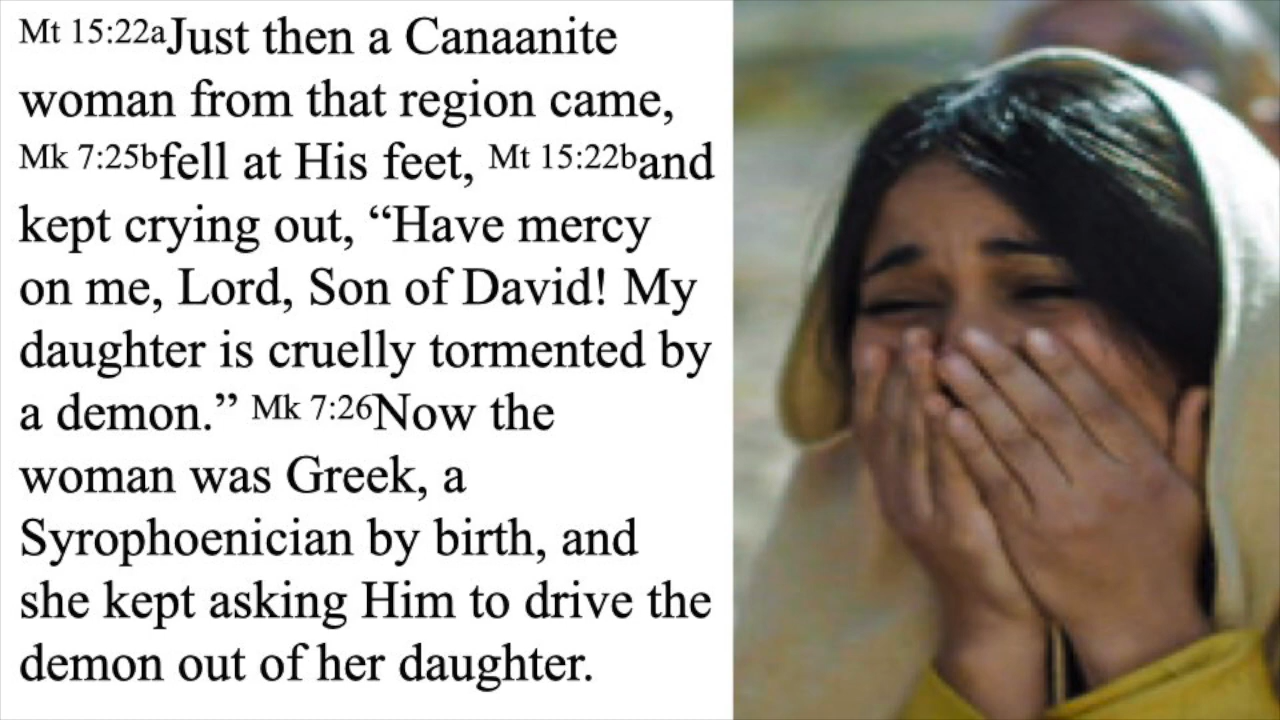 Mt 15:22aJust then a Canaanite
woman from that region came,
Mk 7:25bfell at His feet, Mt 15:22band
kept crying out, “Have mercy
on me, Lord, Son of David! My
daughter is cruelly tormented by
a demon.” Mk 7:26Now the
woman was Greek, a
Syrophoenician by birth, and
she kept asking Him to drive the
demon out of her daughter.